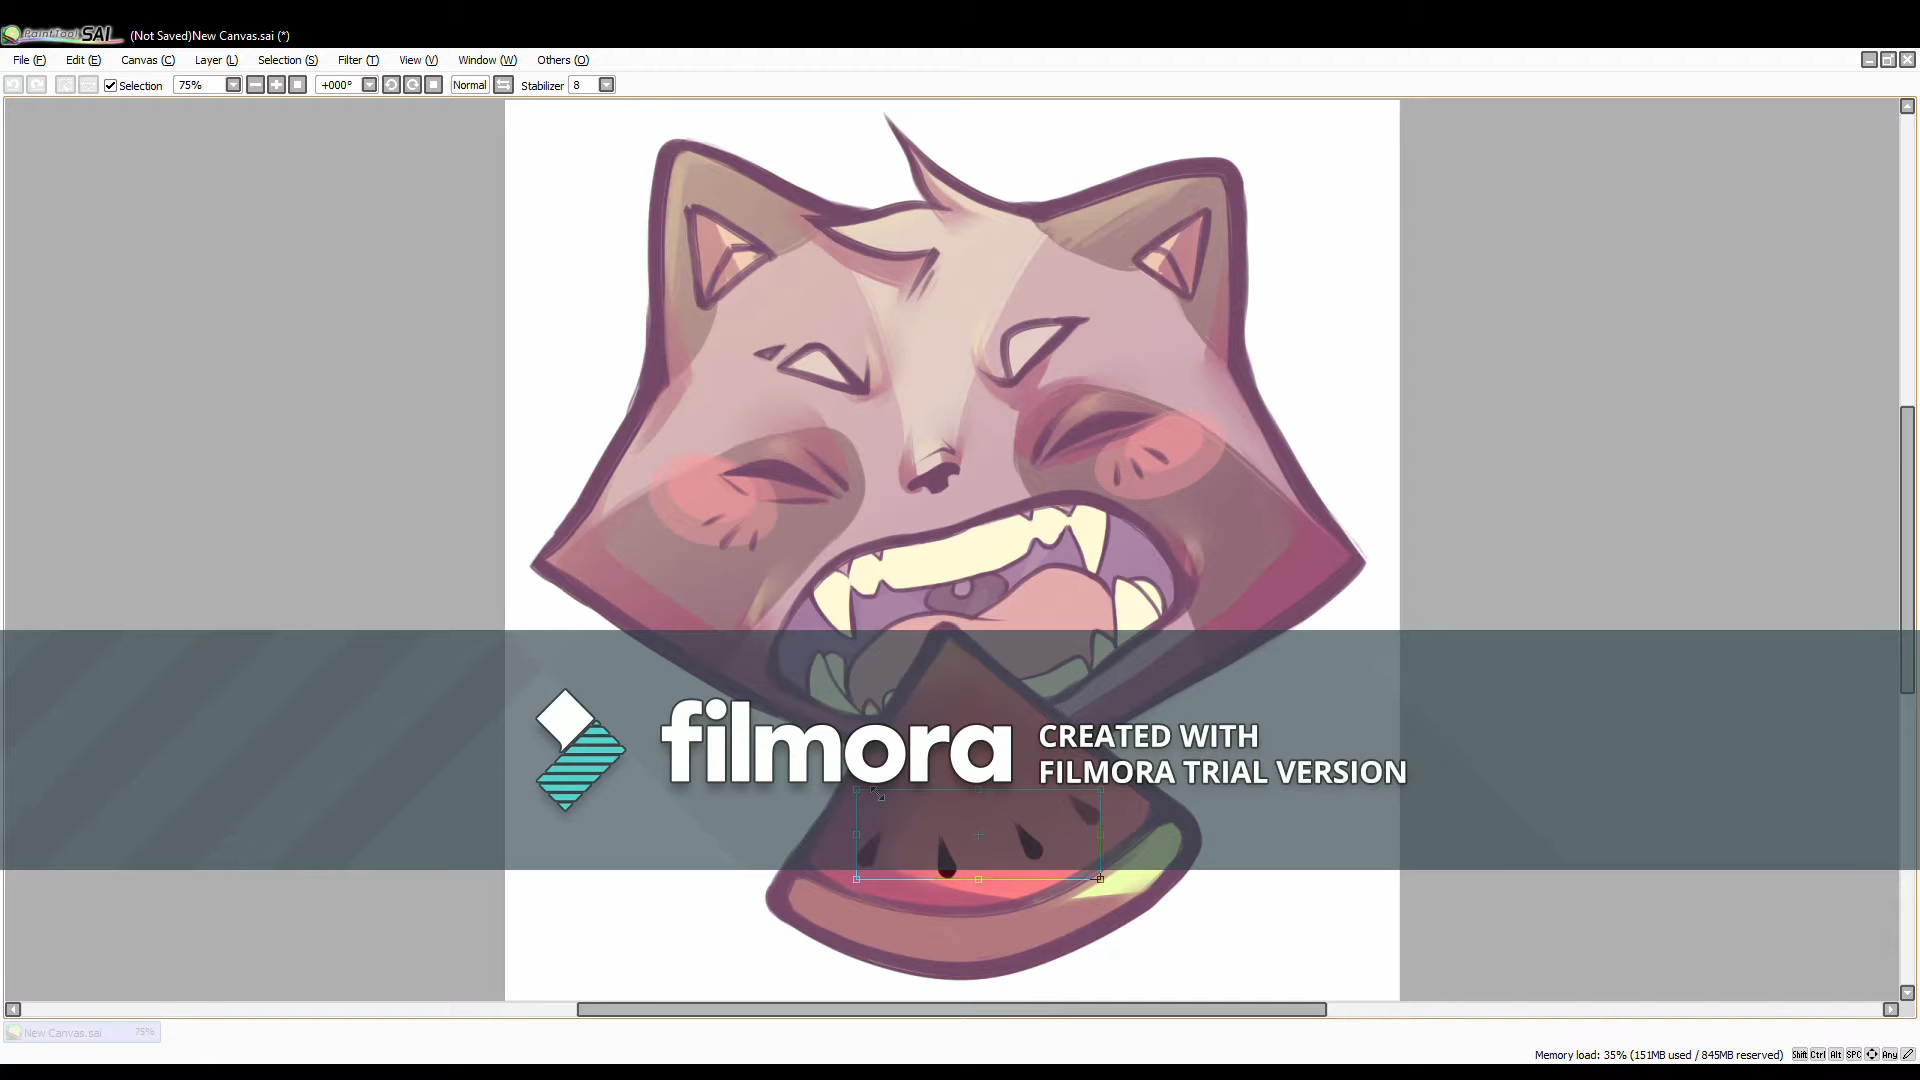 PaintTool SAI (Not Saved)New Canvas.sai (*)
File (F) Edit (E) Canvas (C) Layer (L) Selection (S) Filter (T) View (V) Window (W) Others (O)
Selection 75% +000° Normal Stabilizer 8
filmora CREATED WITH
FILMORA TRIAL VERSION
New Canvas.sai 75%
Memory load: 35% (151MB used / 845MB reserved) Shift Ctrl Alt SPC Any